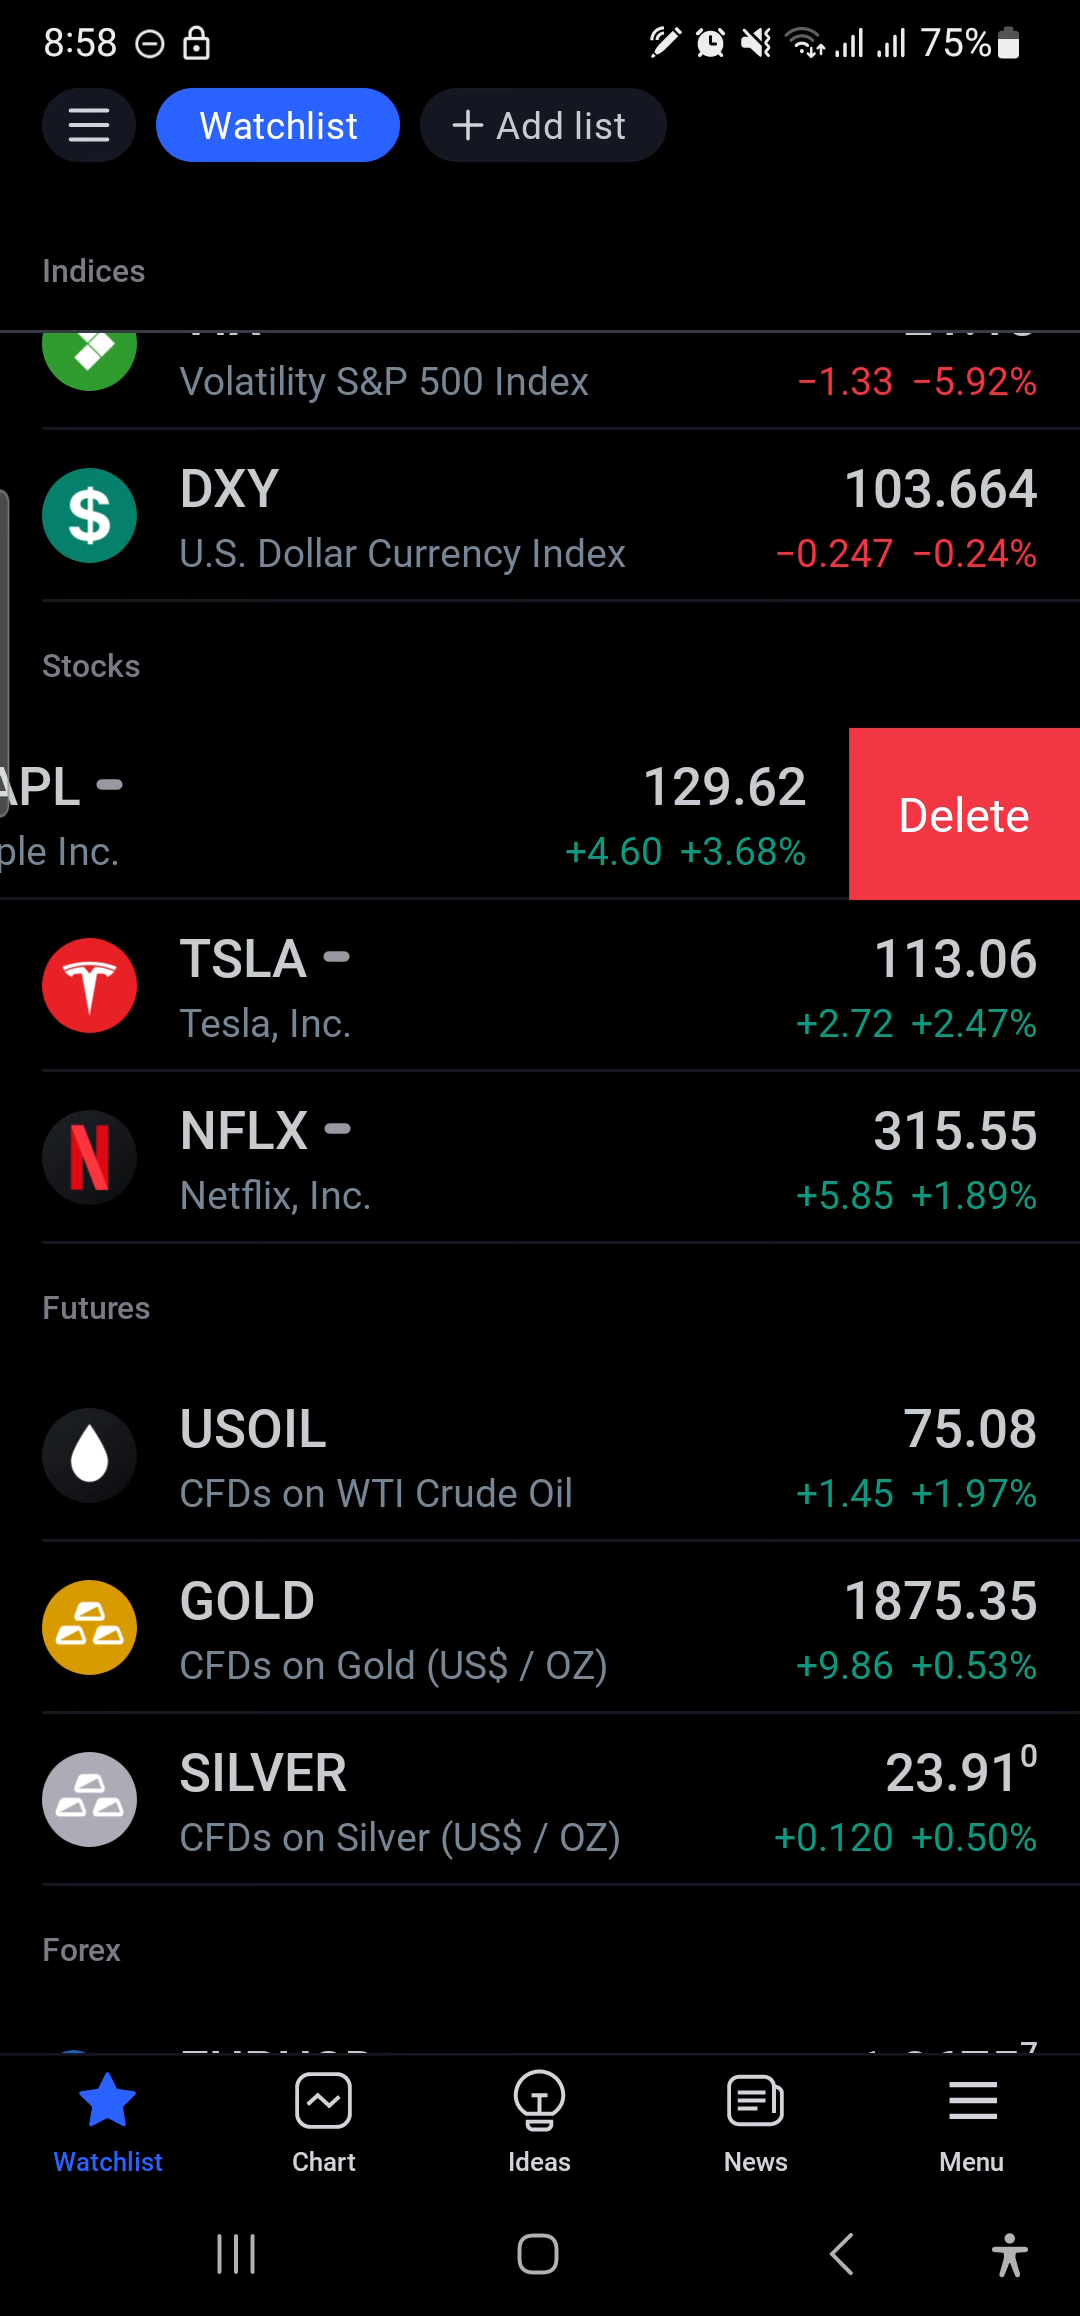 8:58 75%
Watchlist + Add list
Indices
Volatility S&P 500 Index −1.33 −5.92%
DXY 103.664
U.S. Dollar Currency Index −0.247 −0.24%
Stocks
APL 129.62
ple Inc. +4.60 +3.68%
Delete
TSLA 113.06
Tesla, Inc. +2.72 +2.47%
NFLX 315.55
Netflix, Inc. +5.85 +1.89%
Futures
USOIL 75.08
CFDs on WTI Crude Oil +1.45 +1.97%
GOLD 1875.35
CFDs on Gold (US$ / OZ) +9.86 +0.53%
SILVER 23.91⁰
CFDs on Silver (US$ / OZ) +0.120 +0.50%
Forex
Watchlist Chart Ideas News Menu